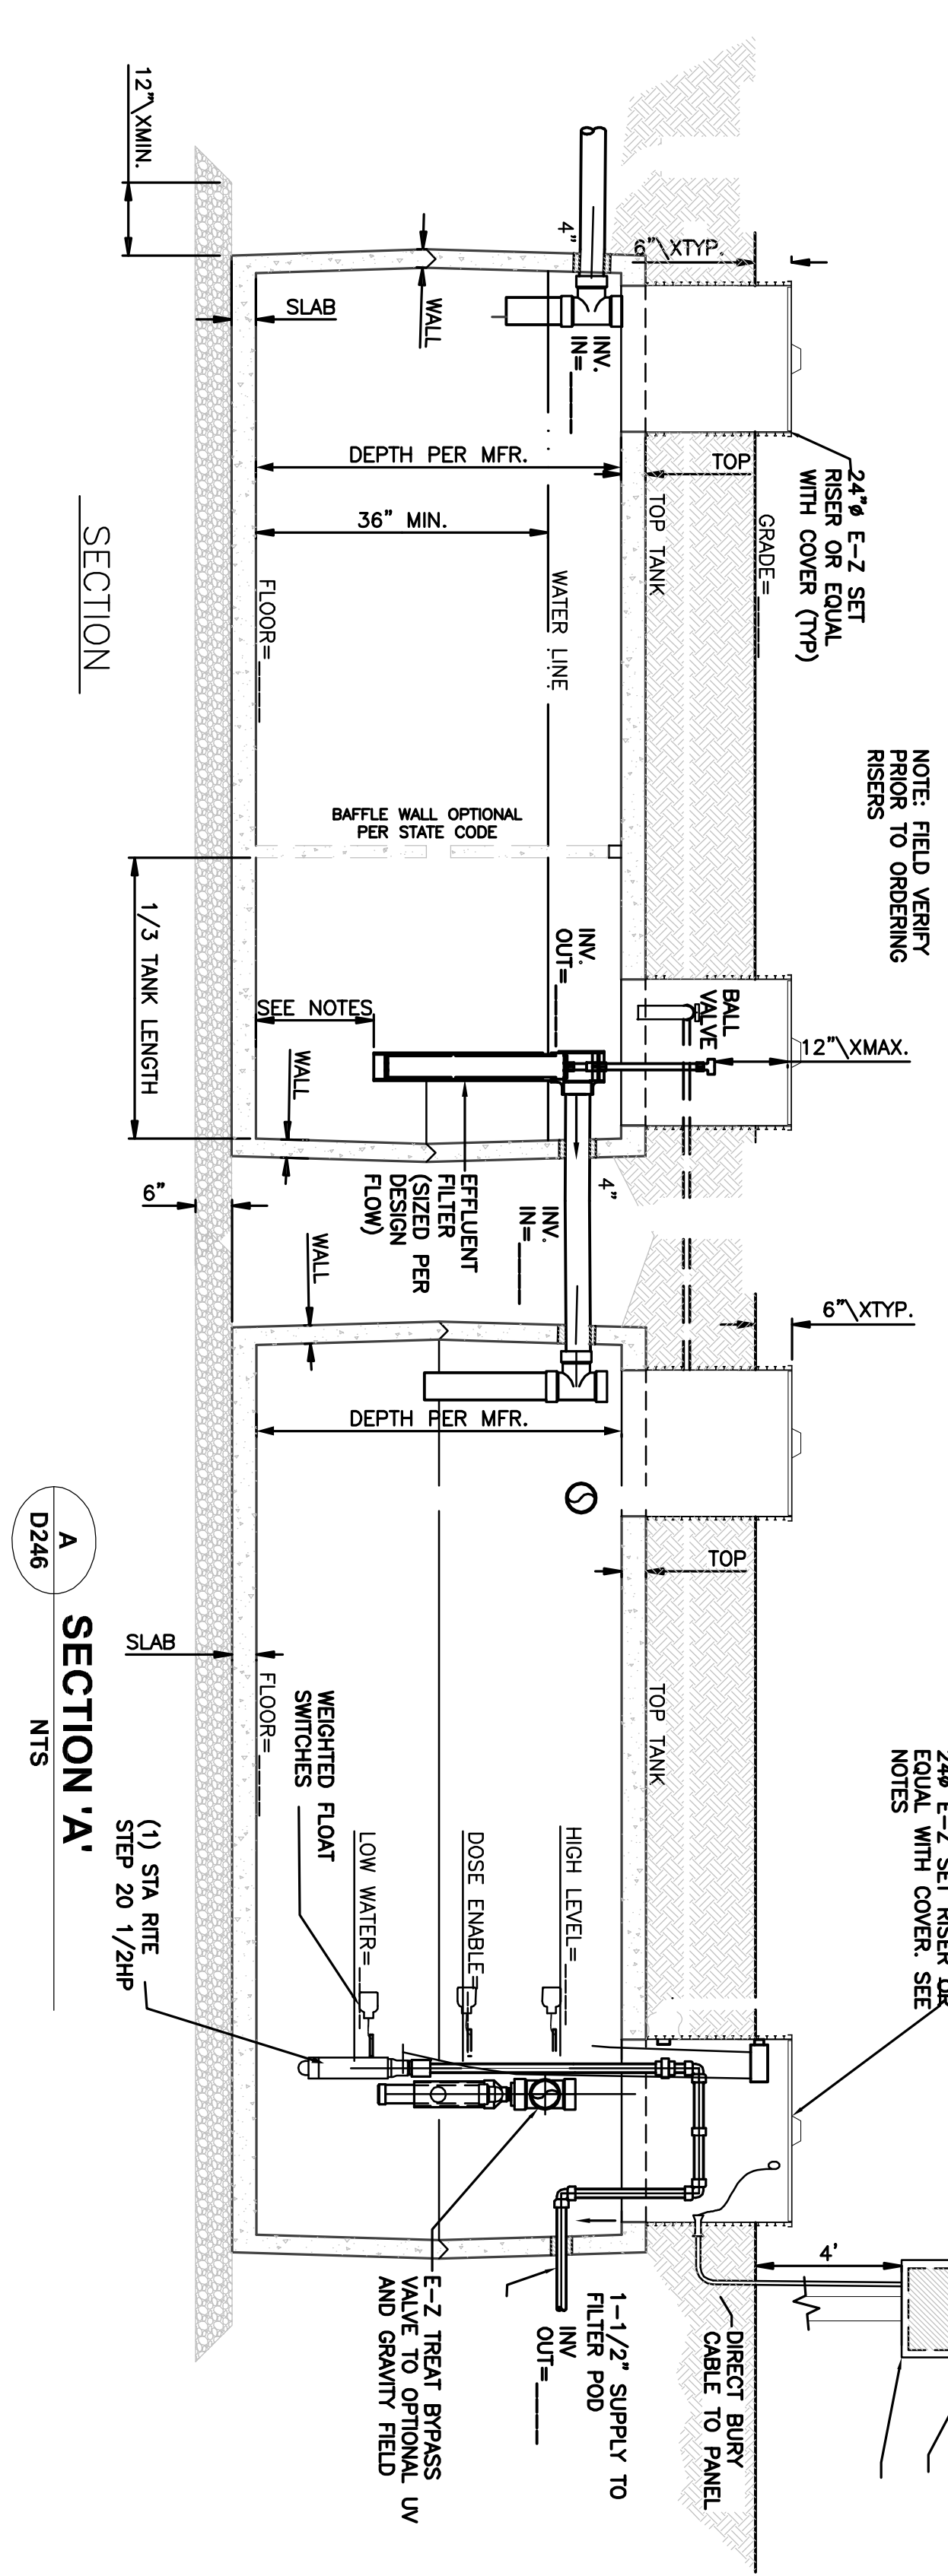 24"ø E-Z SET
RISER OR EQUAL
WITH COVER (TYP)
NOTE: FIELD VERIFY
PRIOR TO ORDERING
RISERS
24ø E-Z SET RISER OR
EQUAL WITH COVER. SEE
NOTES
6"\XTYP.
12"\XMAX.
6"\XTYP.
4'
GRADE=
TOP
TOP TANK
BALL
VALVE
TOP
TOP TANK
DIRECT BURY
CABLE TO PANEL
4"
INV.
IN=
WATER LINE
INV.
OUT=
4"
INV.
IN=
HIGH LEVEL=
1-1/2" SUPPLY TO
FILTER POD
INV
OUT=
DEPTH PER MFR.
36" MIN.
WALL
BAFFLE WALL OPTIONAL
PER STATE CODE
SEE NOTES
EFFLUENT
FILTER
(SIZED PER
DESIGN
FLOW)
DEPTH PER MFR.
DOSE ENABLE=
E-Z TREAT BYPASS
VALVE TO OPTIONAL UV
AND GRAVITY FIELD
LOW WATER=
WEIGHTED FLOAT
SWITCHES
SLAB
FLOOR=
WALL
WALL
FLOOR=
12"\XMIN.
1/3 TANK LENGTH
6"
SLAB
(1) STA RITE
STEP 20 1/2HP
SECTION
A
D246
SECTION 'A'
NTS